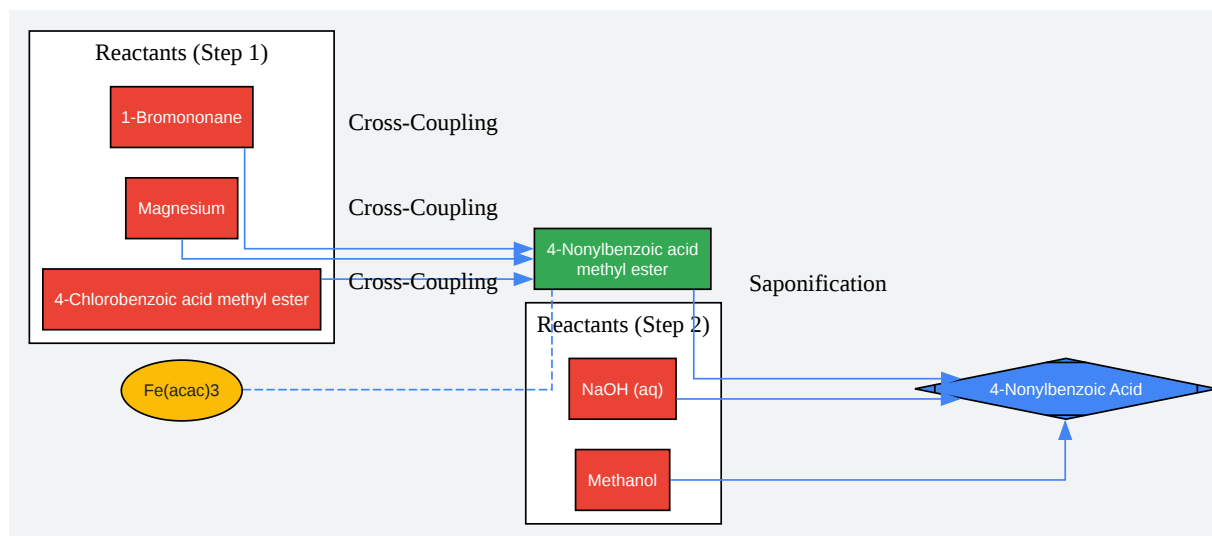 Reactants (Step 1)
1-Bromononane
Cross-Coupling
Magnesium
Cross-Coupling
4-Chlorobenzoic acid methyl ester
Cross-Coupling
4-Nonylbenzoic acid
methyl ester
Saponification
Fe(acac)3
Reactants (Step 2)
NaOH (aq)
Methanol
4-Nonylbenzoic Acid